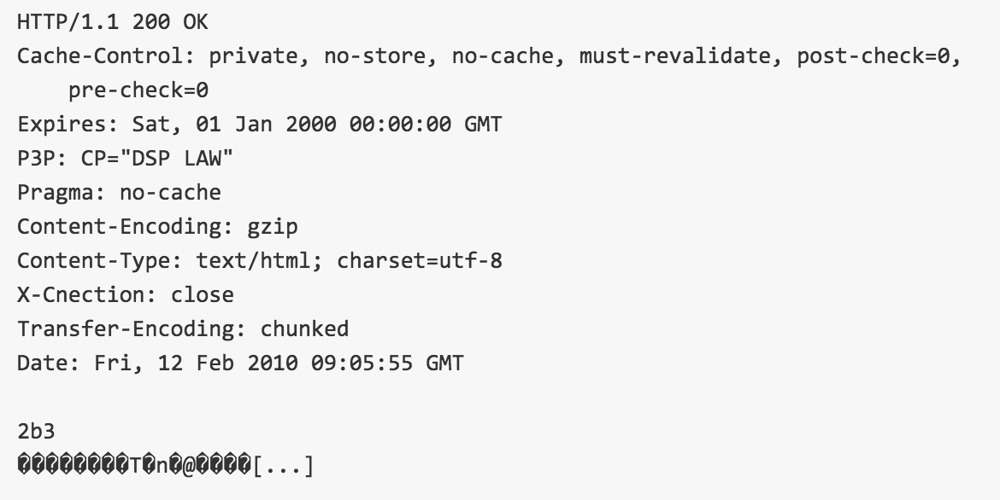 HTTP/1.1 200 OK
Cache-Control: private, no-store, no-cache, must-revalidate, post-check=0,
    pre-check=0
Expires: Sat, 01 Jan 2000 00:00:00 GMT
P3P: CP="DSP LAW"
Pragma: no-cache
Content-Encoding: gzip
Content-Type: text/html; charset=utf-8
X-Cnection: close
Transfer-Encoding: chunked
Date: Fri, 12 Feb 2010 09:05:55 GMT

2b3
��������T�n�@����[...]